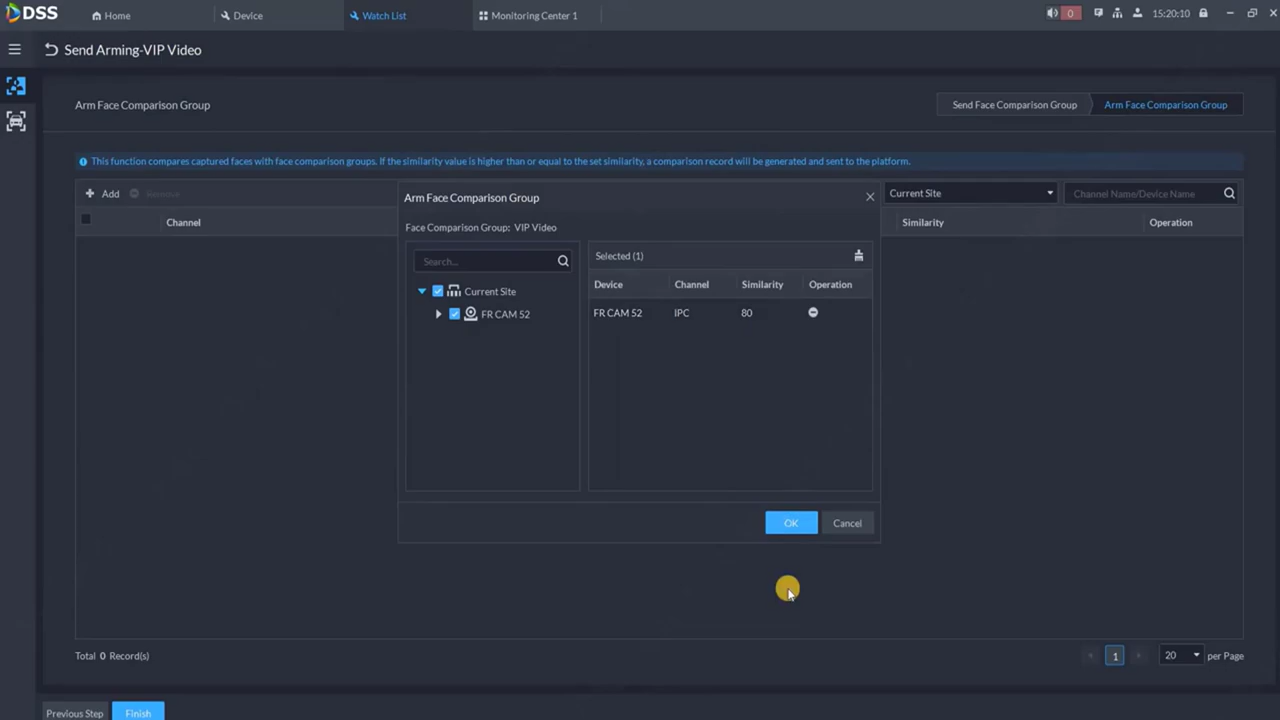 DSS Home Device Watch List Monitoring Center 1 0 15:20:10
Send Arming-VIP Video
Arm Face Comparison Group Send Face Comparison Group Arm Face Comparison Group
This function compares captured faces with face comparison groups. If the similarity value is higher than or equal to the set similarity, a comparison record will be generated and sent to the platform.
+ Add Remove Current Site Channel Name/Device Name
Channel Similarity Operation
Arm Face Comparison Group
Face Comparison Group: VIP Video
Search... Selected (1)
Device Channel Similarity Operation
Current Site
FR CAM 52 FR CAM 52 IPC 80
OK Cancel
Total 0 Record(s) 1 20 per Page
Previous Step Finish